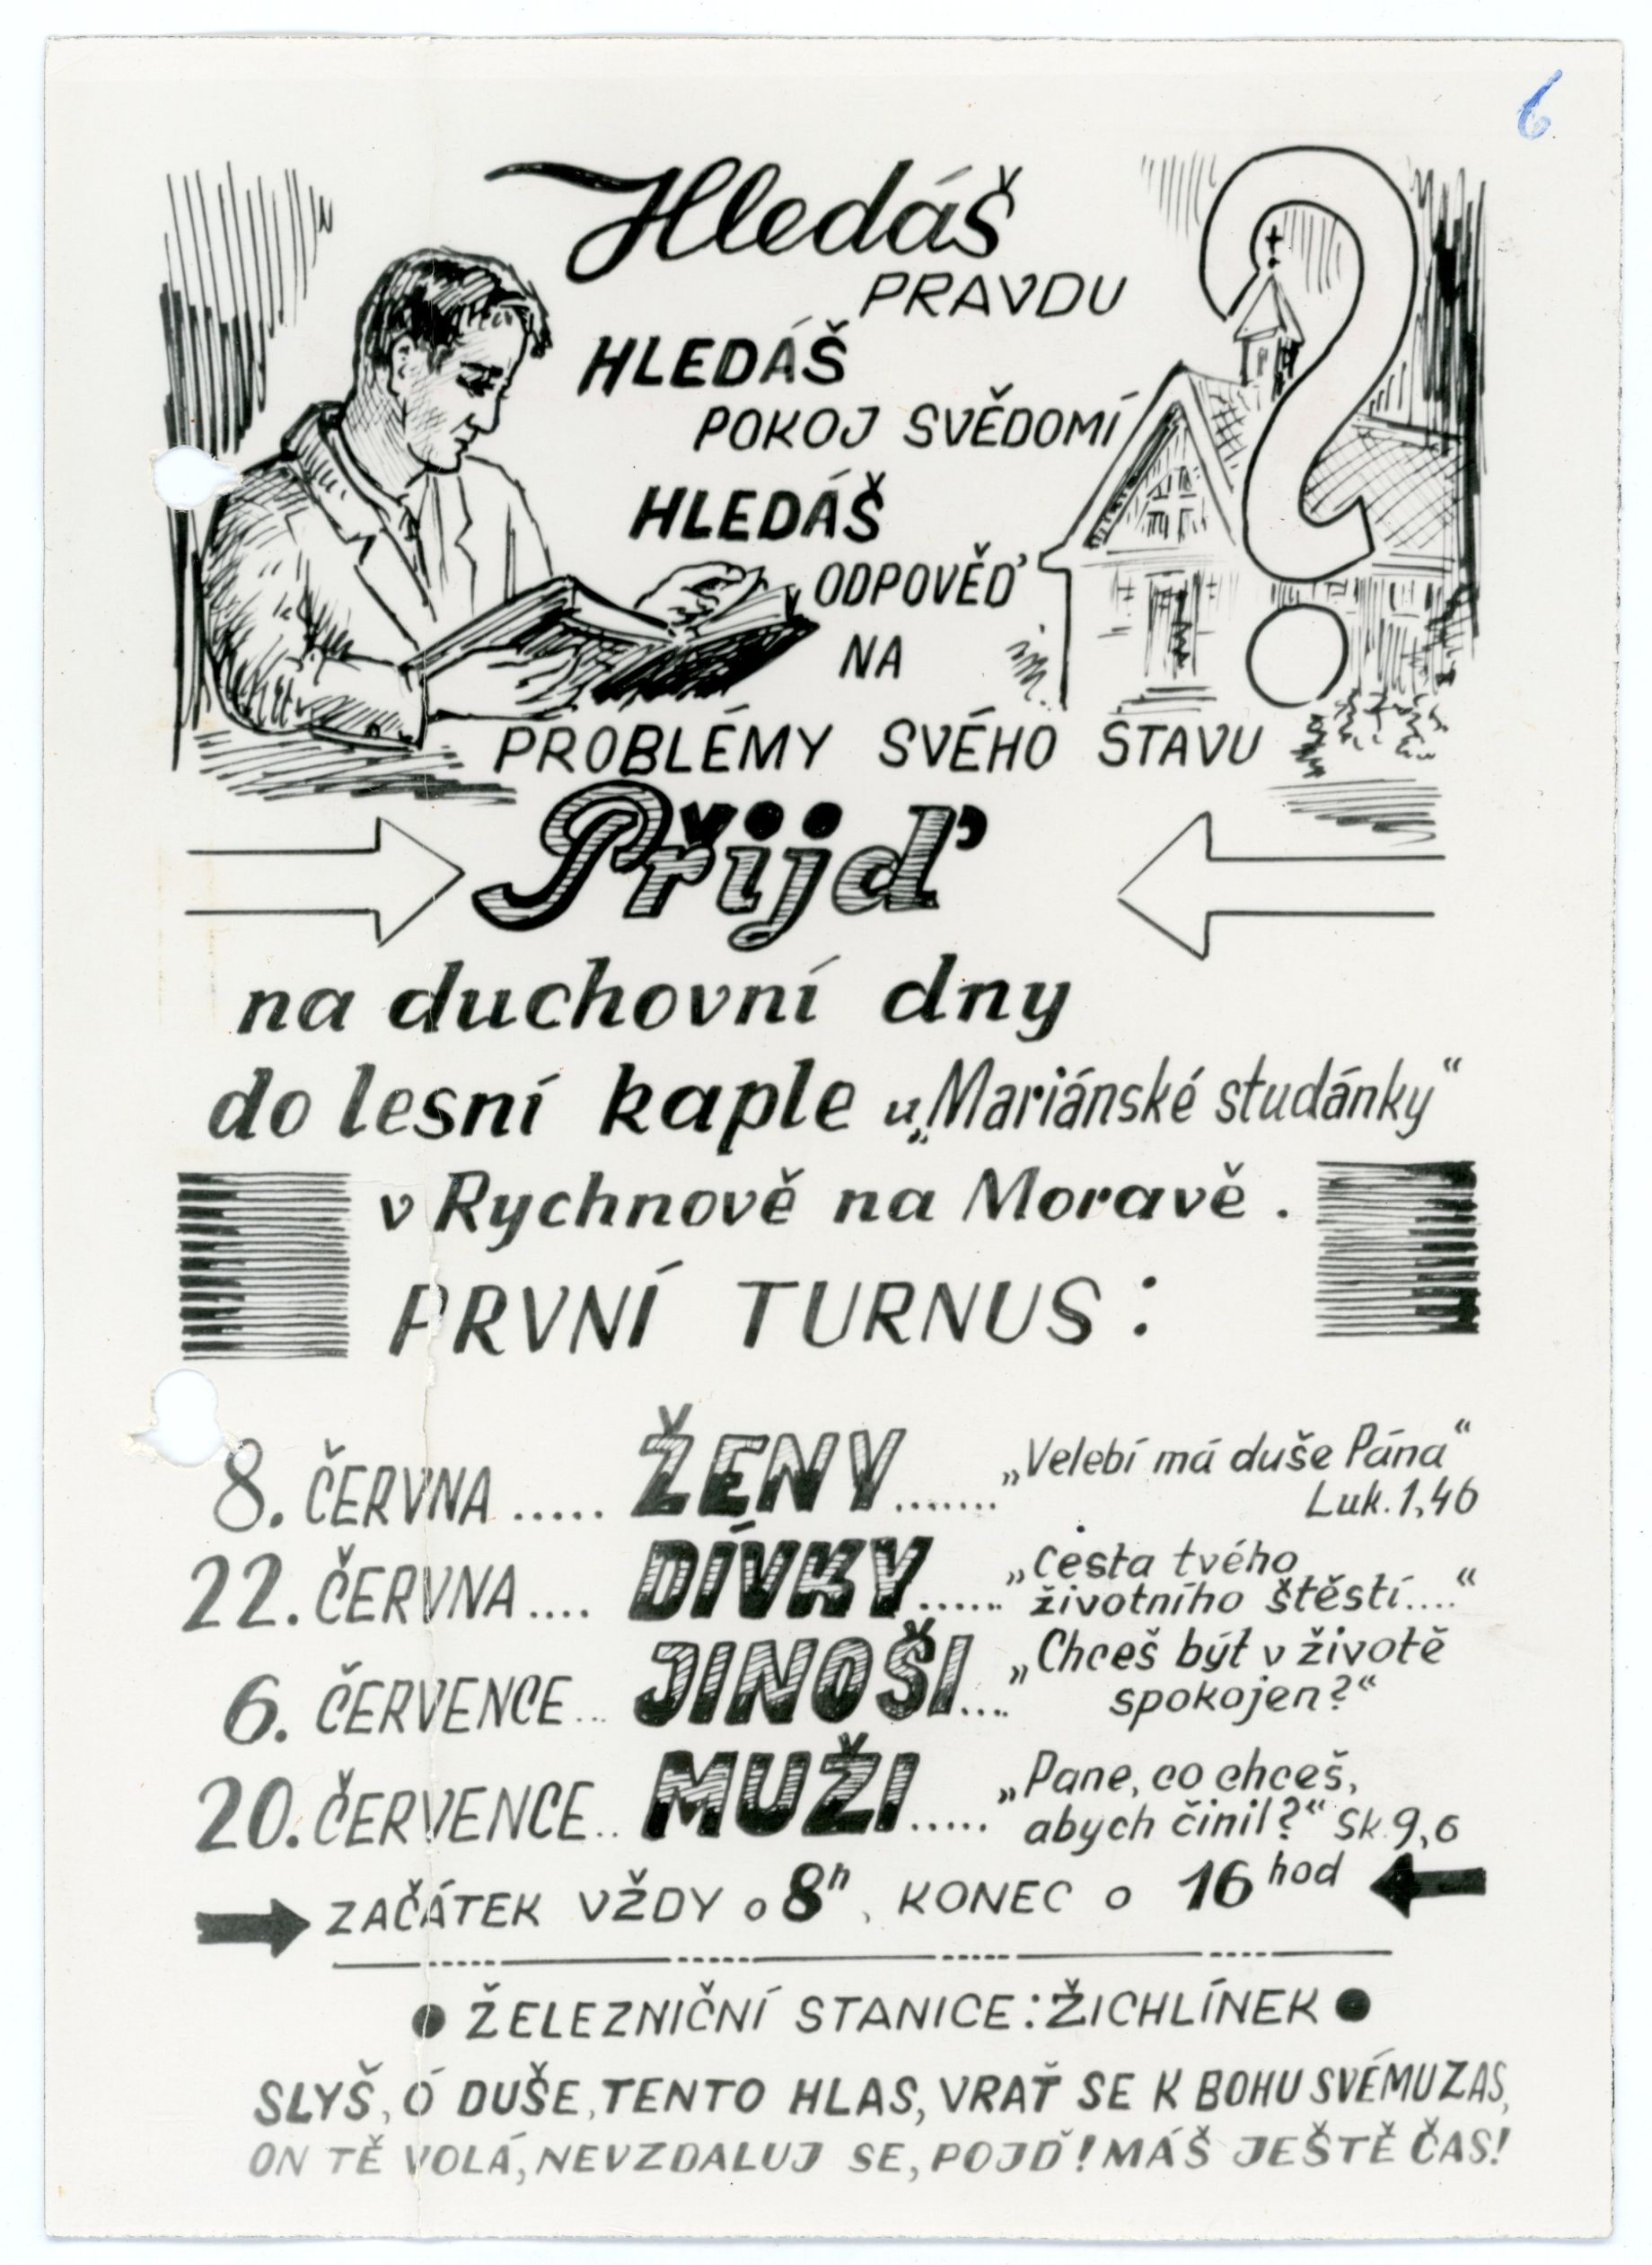 6
Hledáš
PRAVDU
HLEDÁŠ
POKOJ SVĚDOMÍ
HLEDÁŠ
ODPOVĚĎ
NA
PROBLÉMY SVÉHO STAVU
Přijď
na duchovní dny
do lesní kaple u „Mariánské studánky“
v Rychnově na Moravě.
PRVNÍ TURNUS:
8. ČERVNA ..... ŽENY ....... „Velebí má duše Pána“
Luk. 1,46
22. ČERVNA .... DÍVKY ...... „Cesta tvého
životního štěstí....“
6. ČERVENCE... JINOŠI .... „Chceš být v životě
spokojen?“
20. ČERVENCE.. MUŽI ..... „Pane, co chceš,
abych činil?“ Sk. 9,6
ZAČÁTEK VŽDY o 8h, KONEC o 16 hod
ŽELEZNIČNÍ STANICE: ŽICHLÍNEK
SLYŠ, Ó DUŠE, TENTO HLAS, VRAŤ SE K BOHU SVÉMU ZAS,
ON TĚ VOLÁ, NEVZDALUJ SE, POJĎ! MÁŠ JEŠTĚ ČAS!